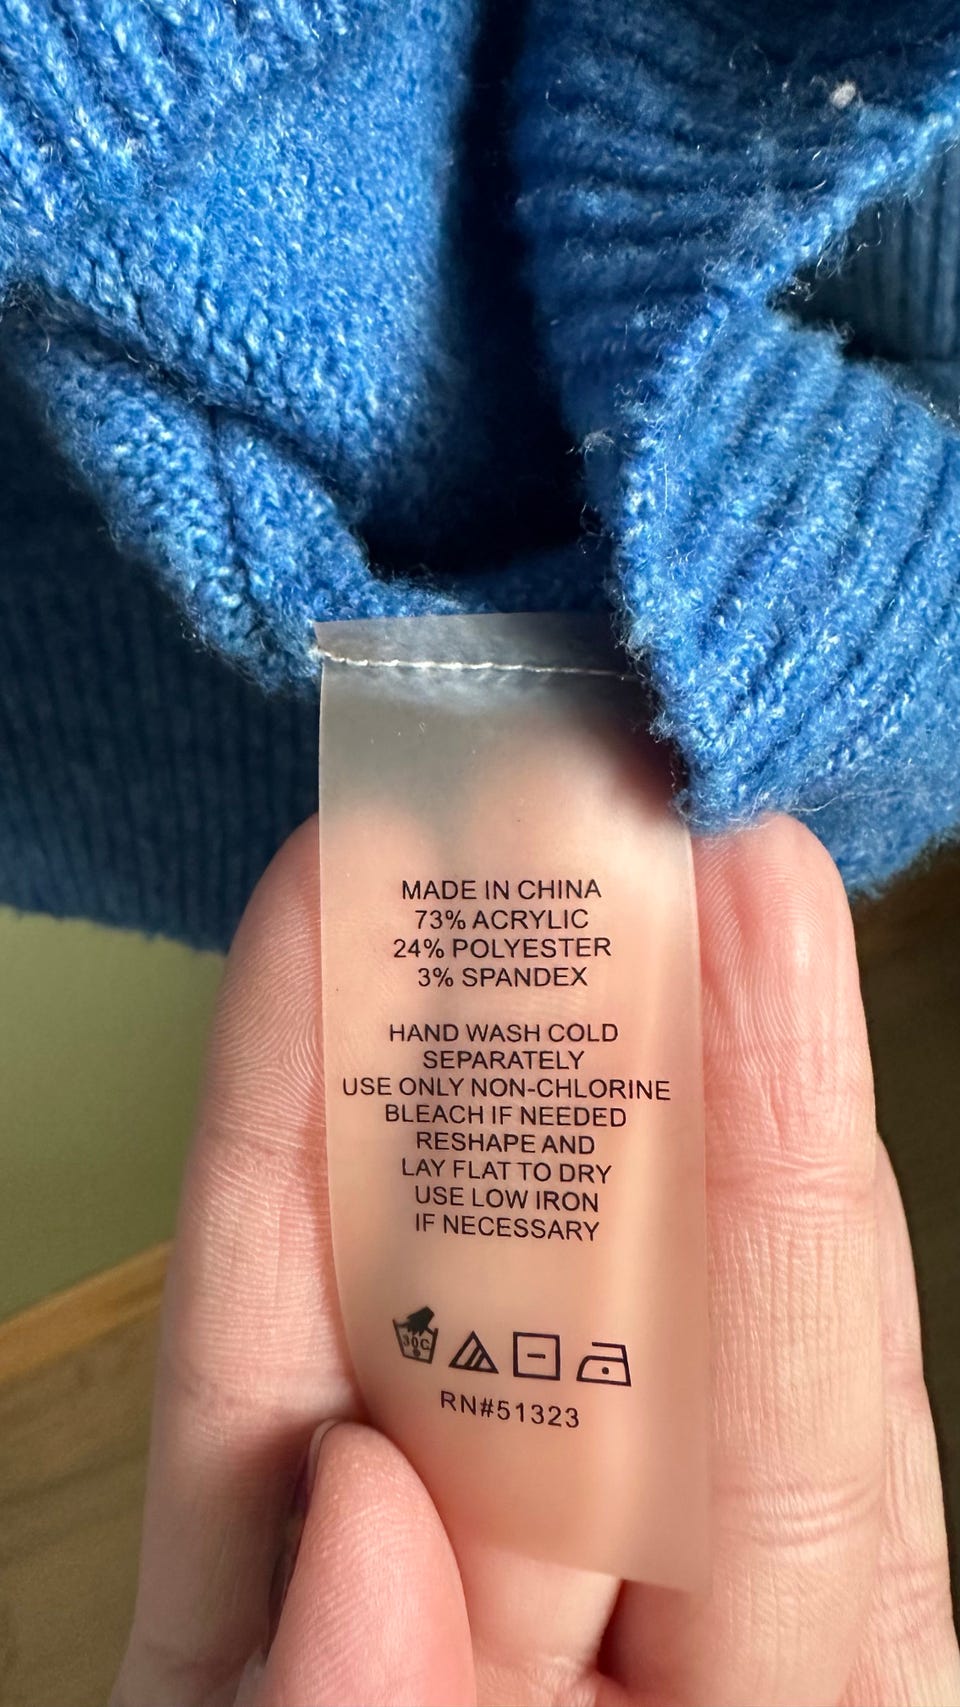 MADE IN CHINA
73% ACRYLIC
24% POLYESTER
3% SPANDEX
HAND WASH COLD
SEPARATELY
USE ONLY NON-CHLORINE
BLEACH IF NEEDED
RESHAPE AND
LAY FLAT TO DRY
USE LOW IRON
IF NECESSARY
30C
RN#51323